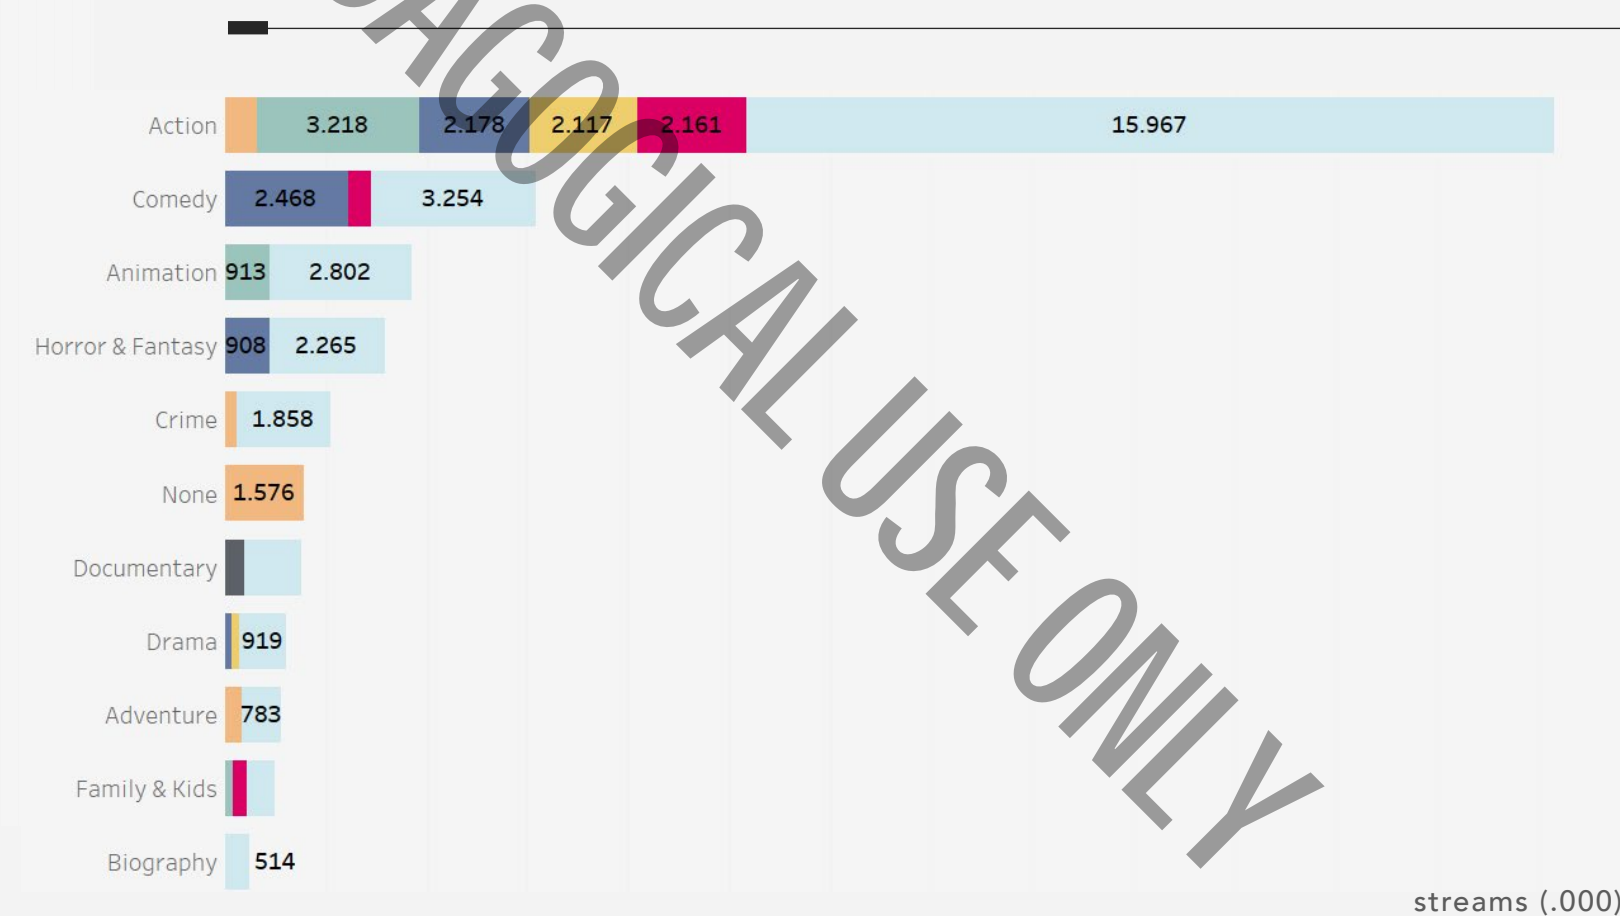 Action 3.218 2.178 2.117 2.161 15.967
Comedy 2.468 3.254
Animation 913 2.802
Horror & Fantasy 908 2.265
Crime 1.858
None 1.576
Documentary
Drama 919
Adventure 783
Family & Kids
Biography 514
streams (.000)
USE ONLY